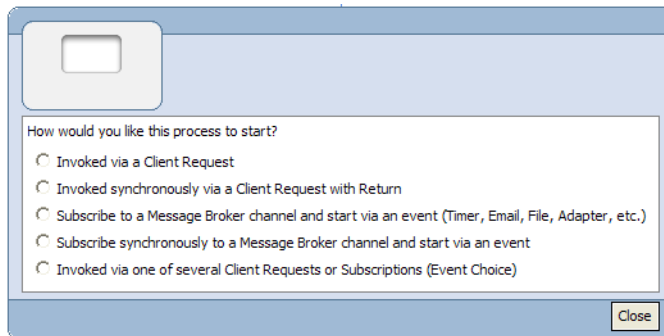 How would you like this process to start?
Invoked via a Client Request
Invoked synchronously via a Client Request with Return
Subscribe to a Message Broker channel and start via an event (Timer, Email, File, Adapter, etc.)
Subscribe synchronously to a Message Broker channel and start via an event
Invoked via one of several Client Requests or Subscriptions (Event Choice)
Close